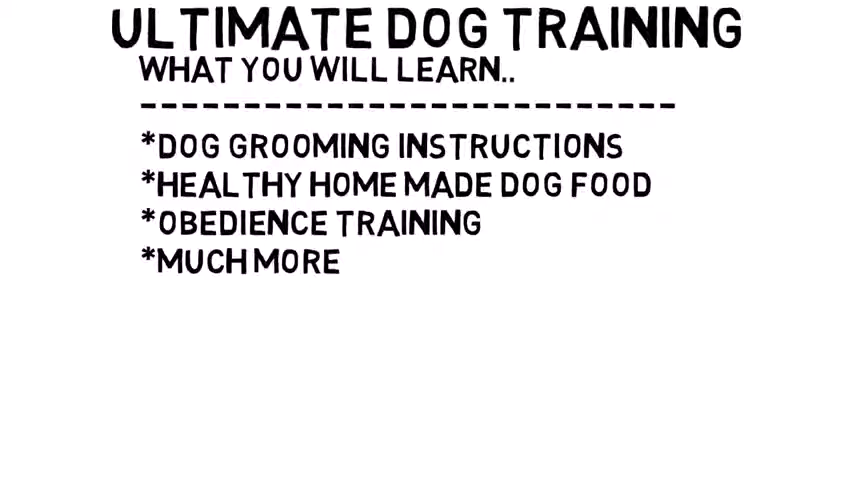 ULTIMATE DOG TRAINING
WHAT YOU WILL LEARN..
----------------------------
*DOG GROOMING INSTRUCTIONS
*HEALTHY HOME MADE DOG FOOD
*OBEDIENCE TRAINING
*MUCH MORE